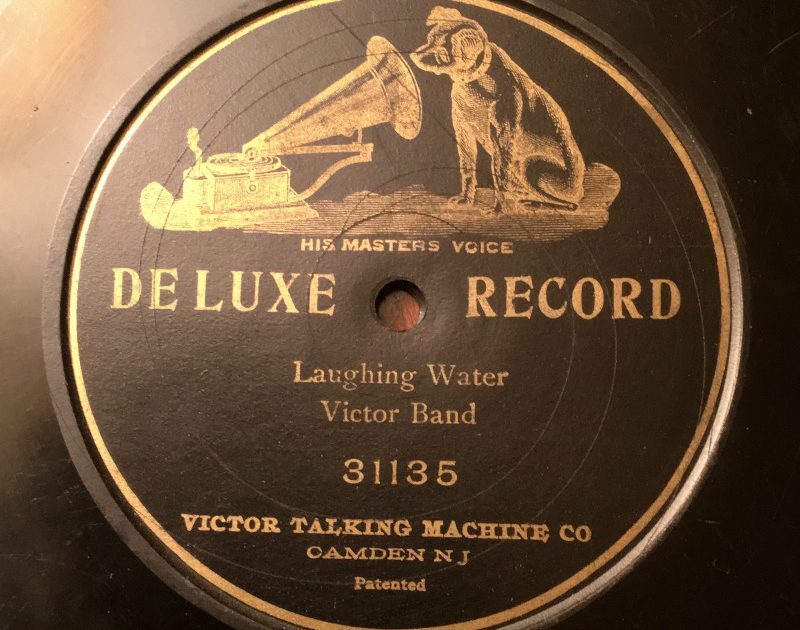 HIS MASTERS VOICE
DE LUXE RECORD
Laughing Water
Victor Band
31135
VICTOR TALKING MACHINE CO
CAMDEN N J
Patented